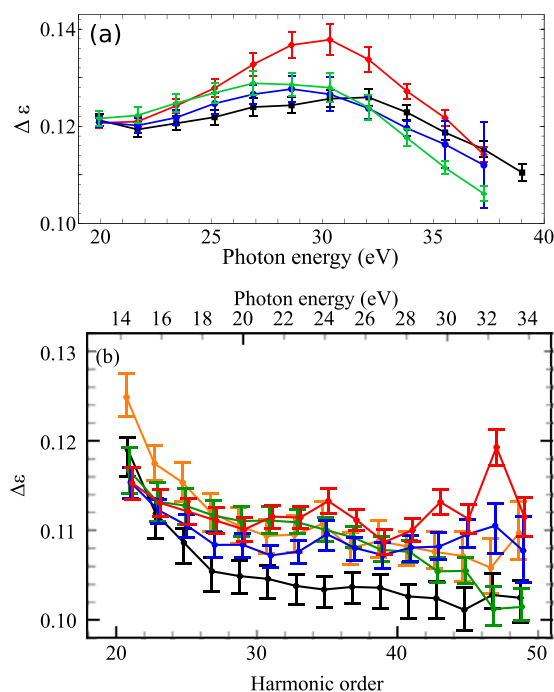 (a)
0.14
0.12
0.10
Δ ε
20 25 30 35 40
Photon energy (eV)
Photon energy (eV)
14 16 18 20 22 24 26 28 30 32 34
(b)
0.13
0.12
0.11
0.10
Δε
20 30 40 50
Harmonic order